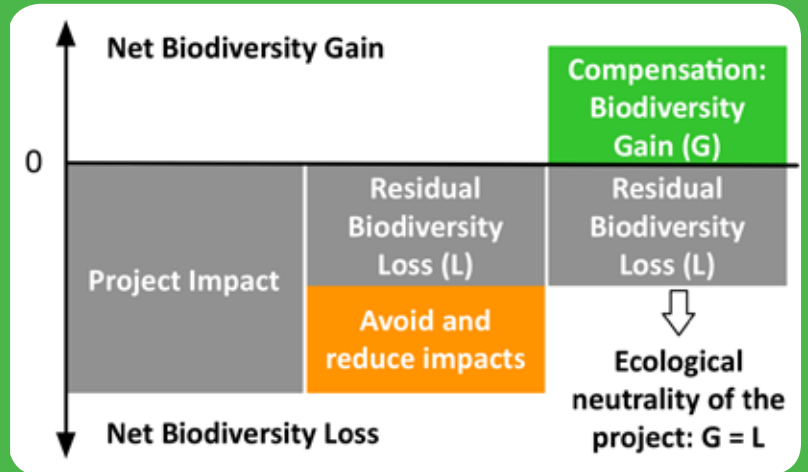 Net Biodiversity Gain
0
Project Impact
Residual
Biodiversity
Loss (L)
Avoid and
reduce impacts
Compensation:
Biodiversity
Gain (G)
Residual
Biodiversity
Loss (L)
Ecological
neutrality of the
project: G = L
Net Biodiversity Loss